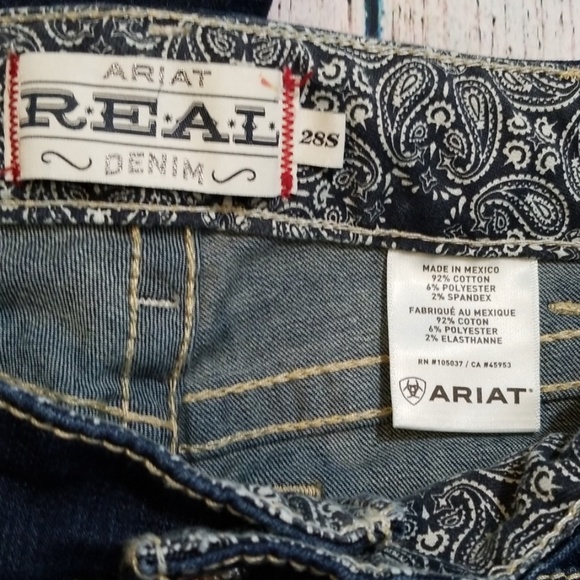 ARIAT
R·E·A·L
DENIM
28S
MADE IN MEXICO
92% COTTON
6% POLYESTER
2% SPANDEX
FABRIQUÉ AU MEXIQUE
92% COTON
6% POLYESTER
2% ELASTHANNE
RN #105037 / CA #45953
ARIAT